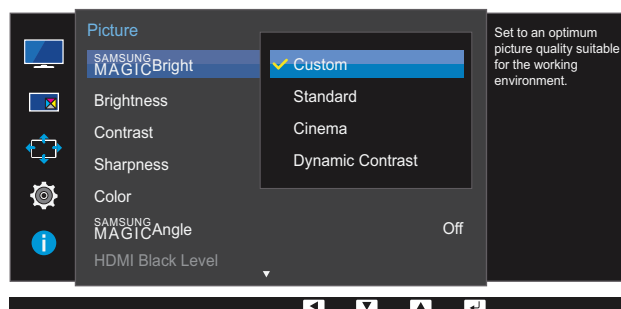 Picture
SAMSUNG
MAGICBright
Custom
Brightness
Standard
Contrast
Cinema
Sharpness
Dynamic Contrast
Color
SAMSUNG
MAGICAngle
Off
HDMI Black Level
Set to an optimum
picture quality suitable
for the working
environment.